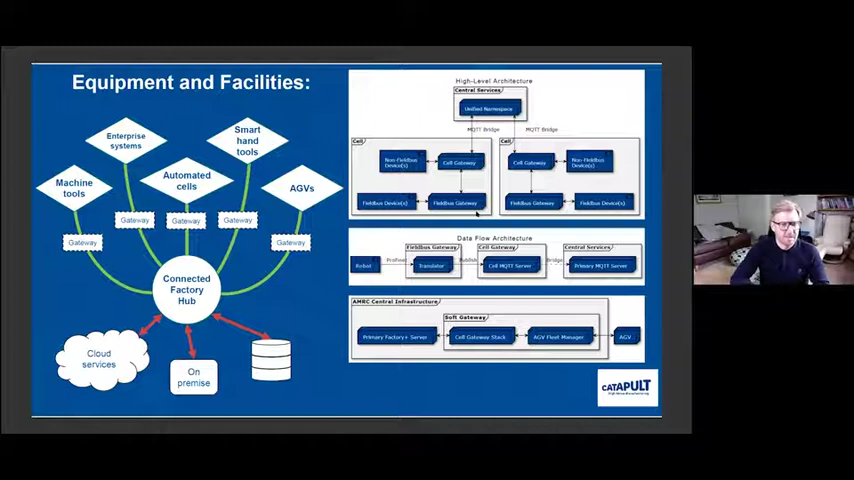 Equipment and Facilities:
Enterprise
systems
Smart
hand
tools
Machine
tools
Automated
cells
AGVs
Gateway
Gateway
Gateway
Gateway
Gateway
Connected
Factory
Hub
Cloud
services
On
premise
High-Level Architecture
Central Services
Unified Namespace
MQTT Bridge
MQTT Bridge
Cell
Non-Fieldbus
Device(s)
Cell Gateway
Fieldbus Device(s)
Fieldbus Gateway
Cell
Cell Gateway
Non-Fieldbus
Device(s)
Fieldbus Gateway
Fieldbus Device(s)
Data Flow Architecture
Fieldbus Gateway
Cell Gateway
Central Services
Robot
Profinet
Translator
Publish
Cell MQTT Server
Bridge
Primary MQTT Server
AMRC Central Infrastructure
Soft Gateway
Primary Factory+ Server
Cell Gateway Stack
AGV Fleet Manager
AGV
CATAPULT
High Value Manufacturing